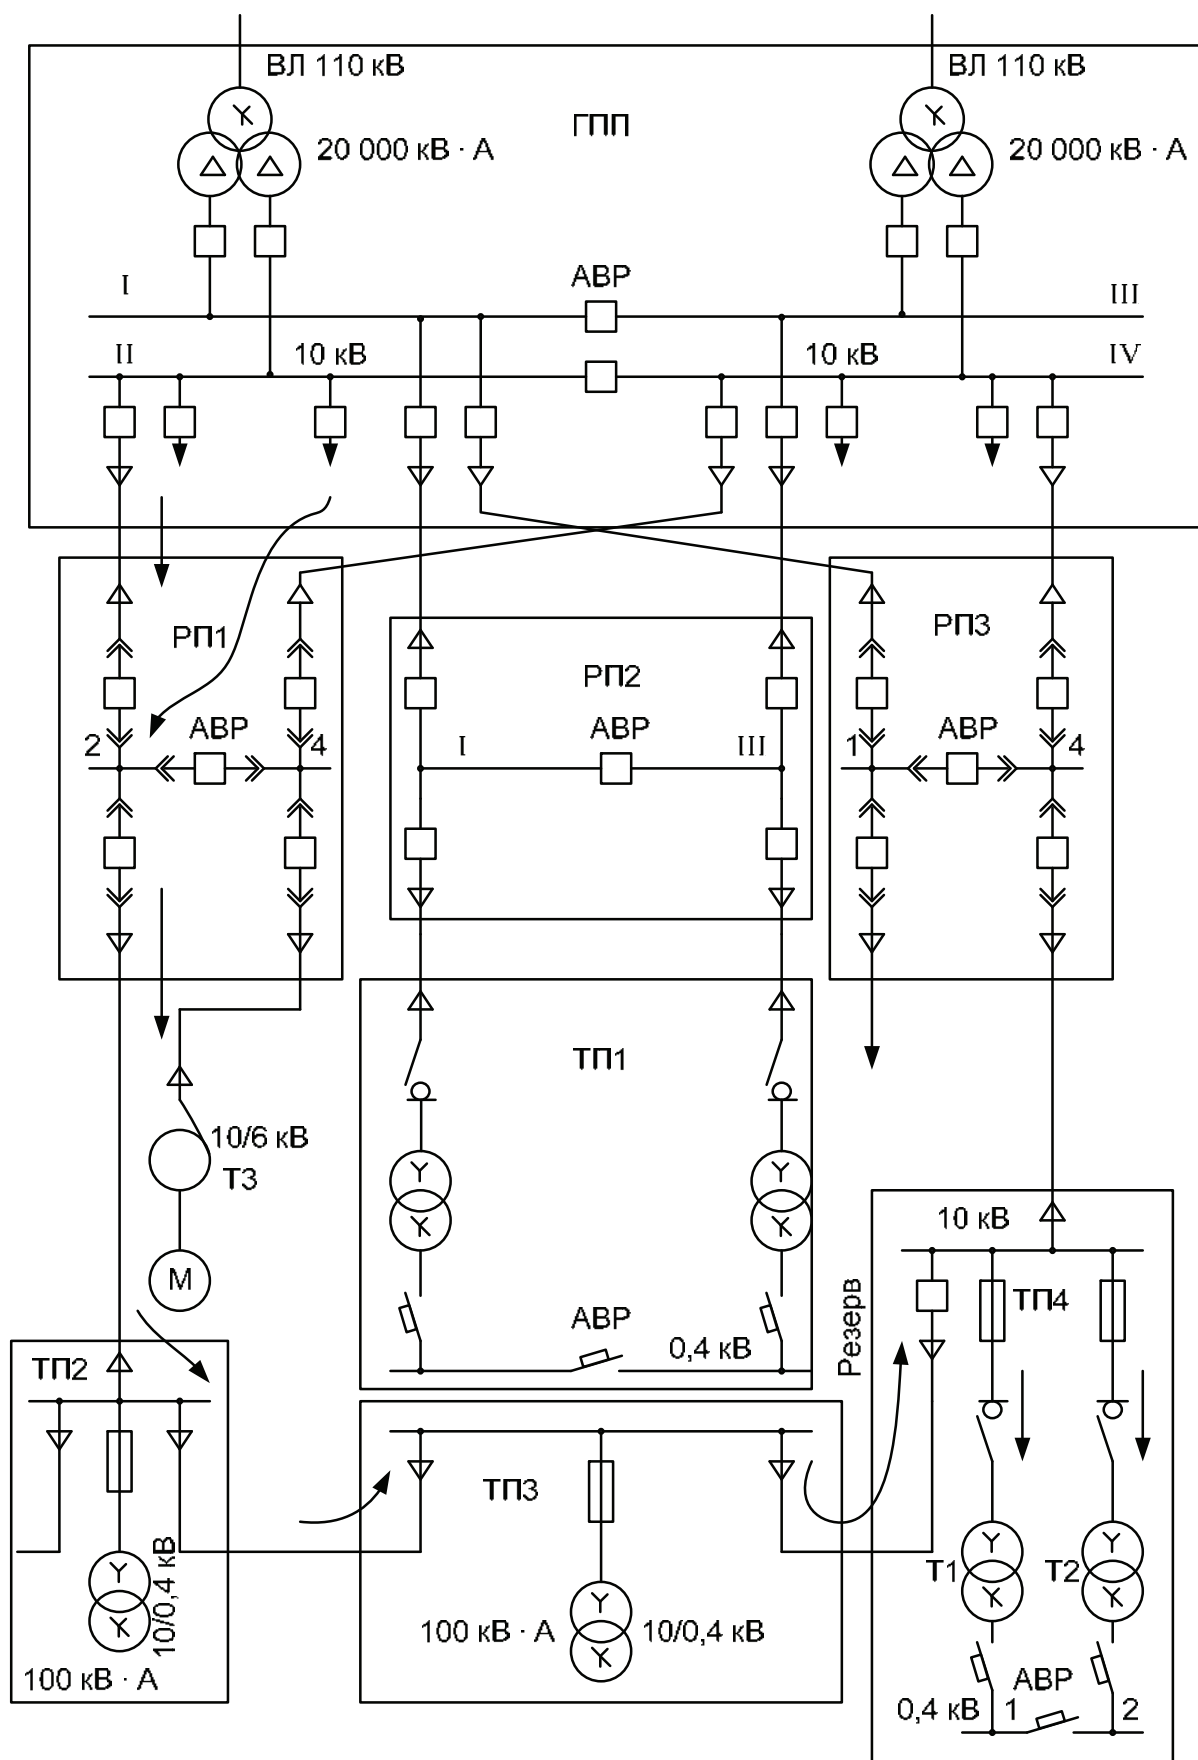 ВЛ 110 кВ
ВЛ 110 кВ
ГПП
20 000 кВ · А
20 000 кВ · А
I
АВР
III
II
10 кВ
10 кВ
IV
РП1
РП3
РП2
2
АВР
4
I
АВР
III
1
АВР
4
ТП1
10/6 кВ
Т3
М
10 кВ
ТП4
Резерв
АВР
0,4 кВ
ТП2
ТП3
10/0,4 кВ
100 кВ · А
100 кВ · А
10/0,4 кВ
Т1
Т2
АВР
0,4 кВ
1
2